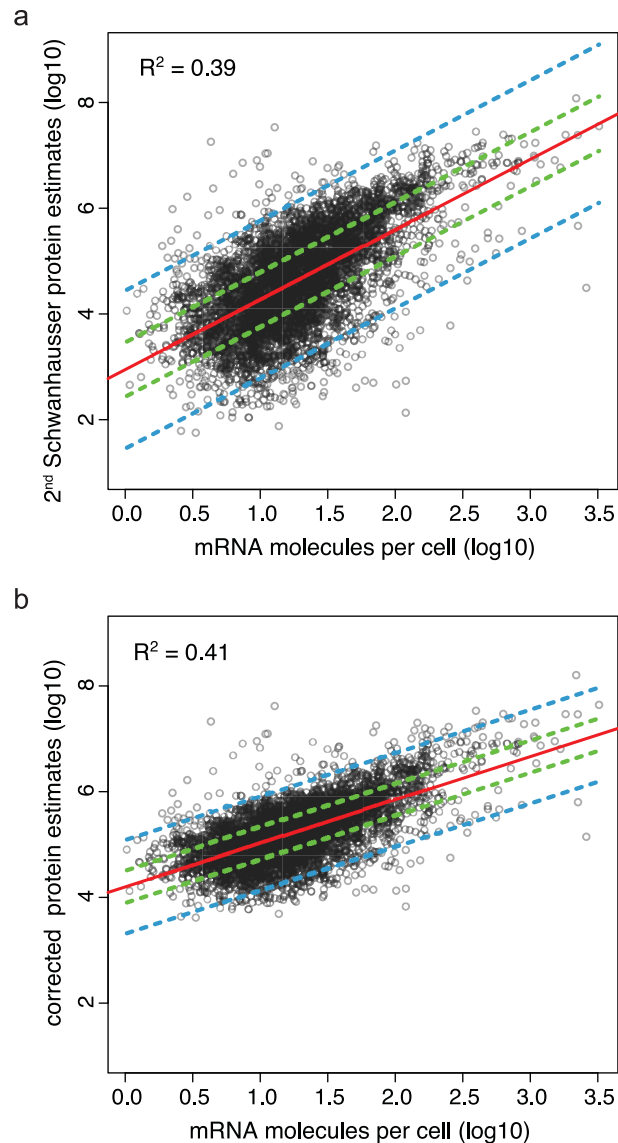 a
R² = 0.39
2nd Schwanhausser protein estimates (log10)
8
6
4
2
0.0 0.5 1.0 1.5 2.0 2.5 3.0 3.5
mRNA molecules per cell (log10)
b
R² = 0.41
corrected protein estimates (log10)
8
6
4
2
0.0 0.5 1.0 1.5 2.0 2.5 3.0 3.5
mRNA molecules per cell (log10)